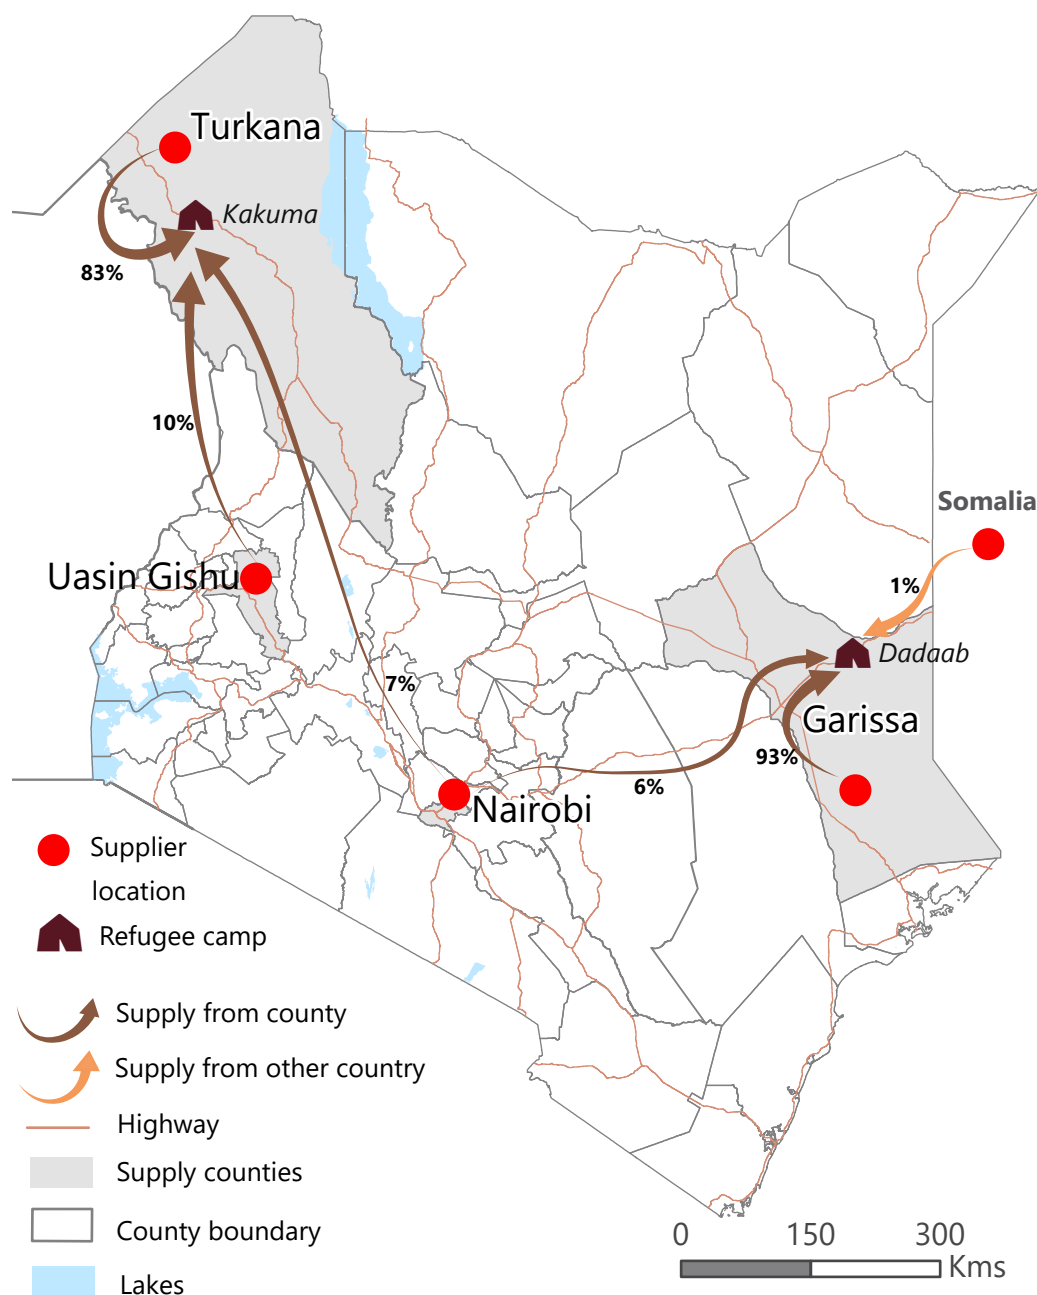 Turkana
Kakuma
83%
10%
Somalia
Uasin Gishu
1%
Dadaab
7%
Garissa
93%
6%
Nairobi
Supplier
location
Refugee camp
Supply from county
Supply from other country
Highway
Supply counties
County boundary
Lakes
0 150 300
Kms